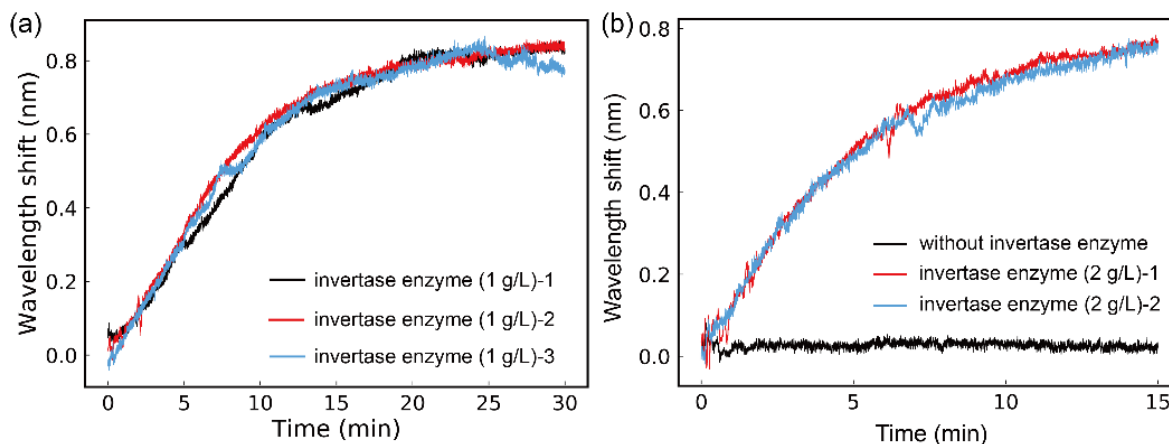 (a)
Wavelength shift (nm)
0.8
0.6
0.4
0.2
0.0
invertase enzyme (1 g/L)-1
invertase enzyme (1 g/L)-2
invertase enzyme (1 g/L)-3
0 5 10 15 20 25 30
Time (min)
(b)
Wavelength shift (nm)
0.8
0.6
0.4
0.2
0.0
without invertase enzyme
invertase enzyme (2 g/L)-1
invertase enzyme (2 g/L)-2
0 5 10 15
Time (min)